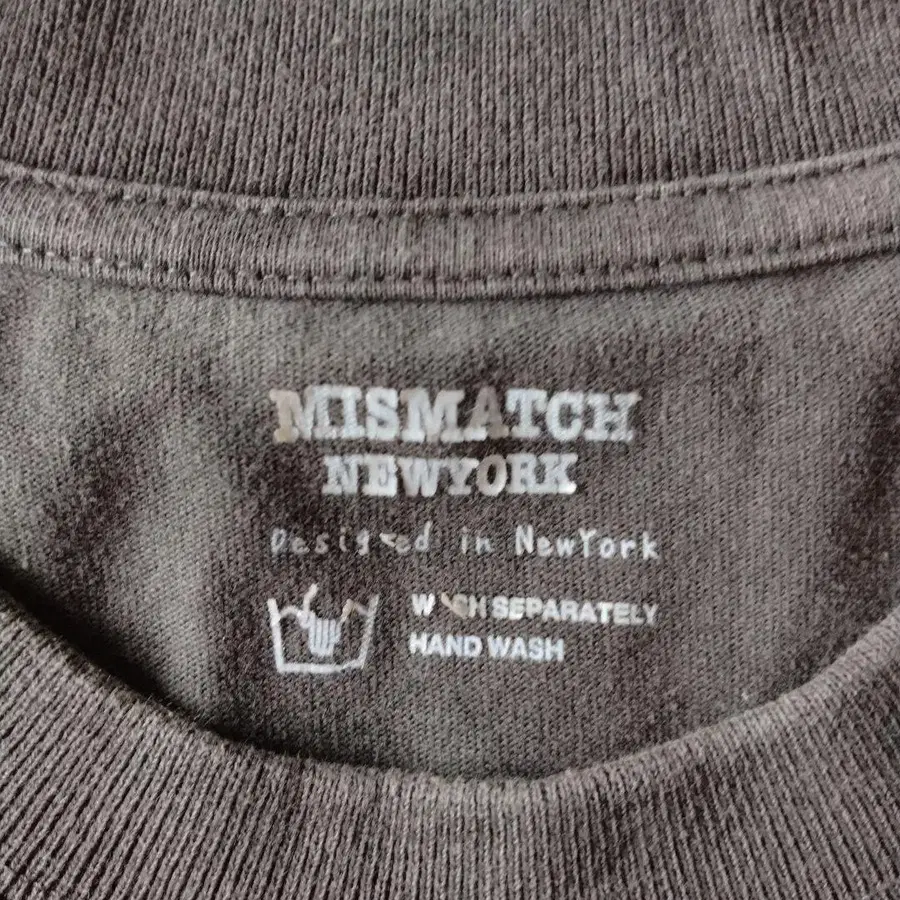 MISMATCH
NEWYORK
Designed in NewYork
WASH SEPARATELY
HAND WASH